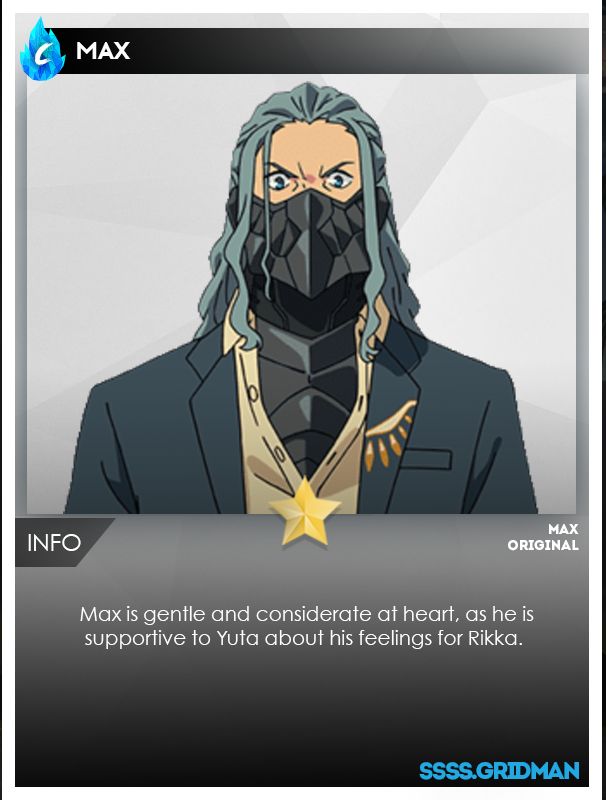 C MAX
INFO
MAX
ORIGINAL
Max is gentle and considerate at heart, as he is
supportive to Yuta about his feelings for Rikka.
SSSS.GRIDMAN